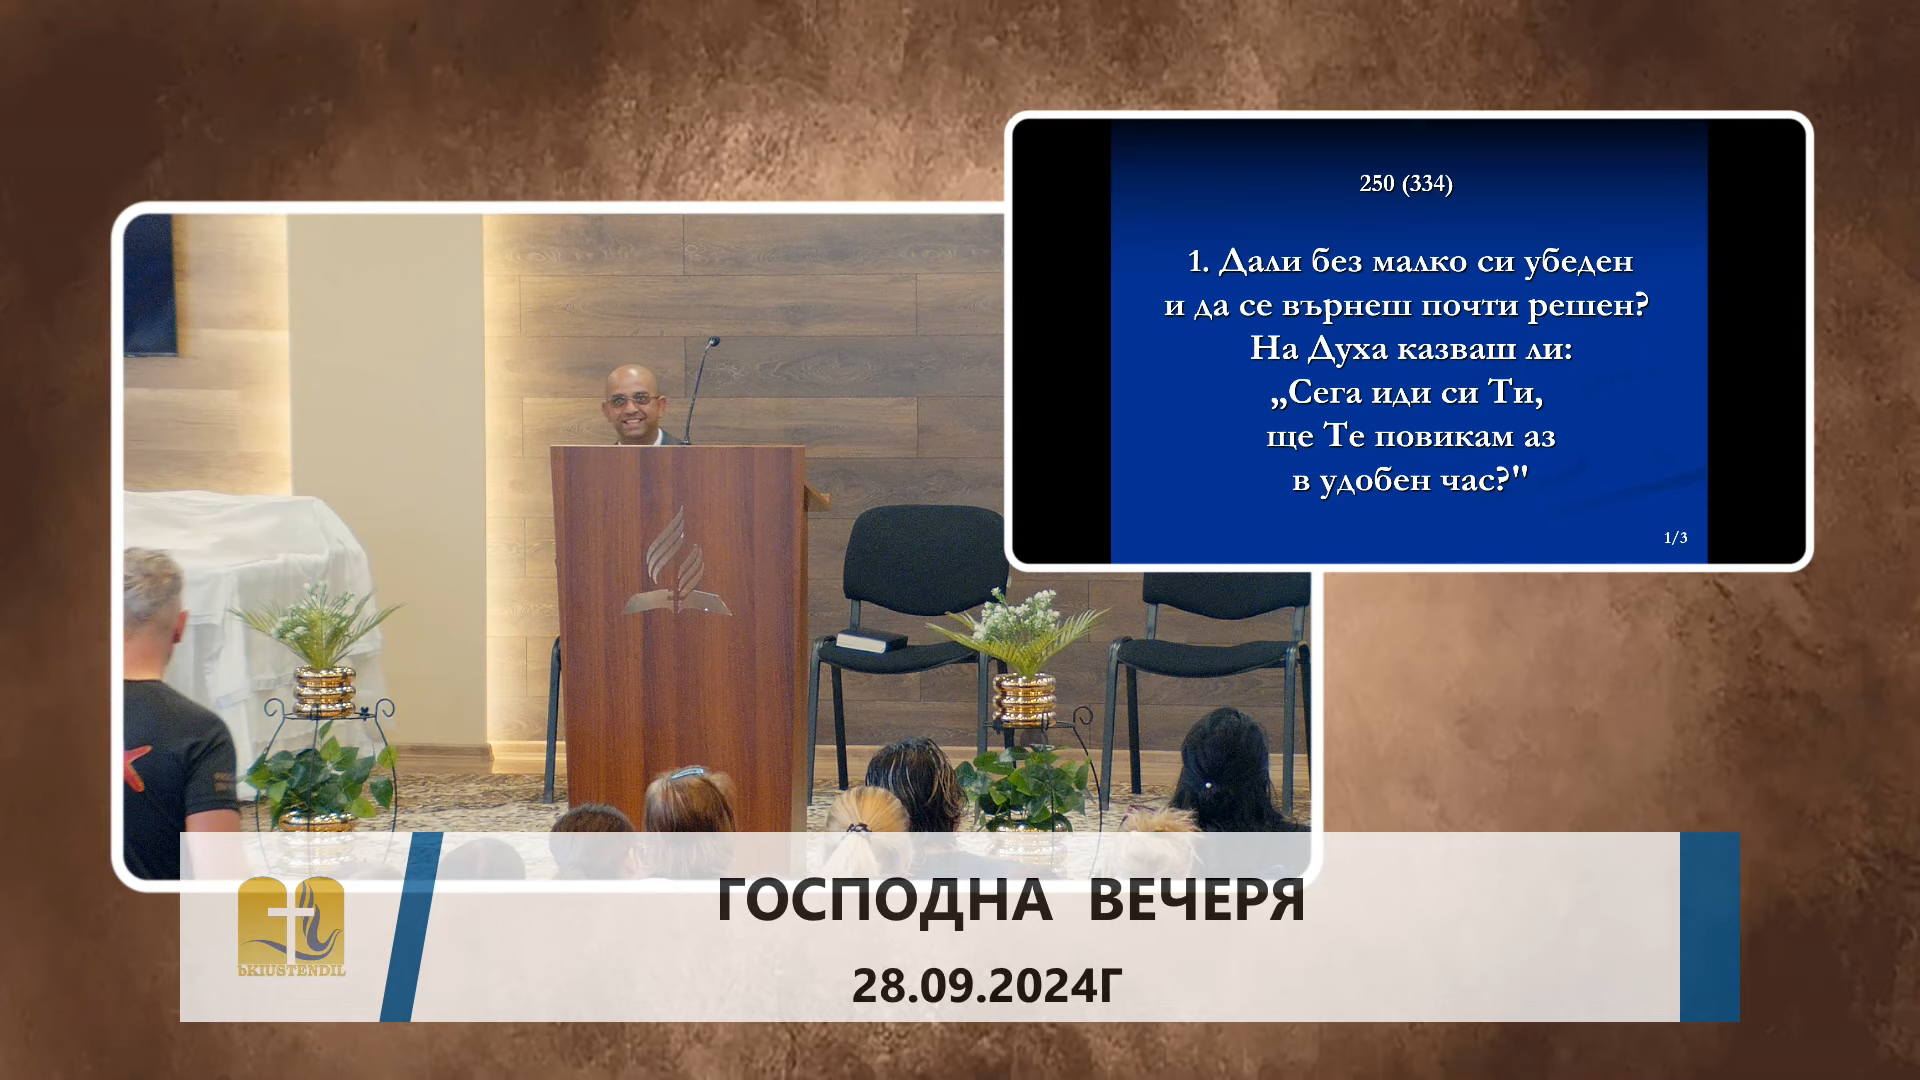 250 (334)
1. Дали без малко си убеден
и да се върнеш почти решен?
На Духа казваш ли:
„Сега иди си Ти,
ще Те повикам аз
в удобен час?"
1/3
ГОСПОДНА ВЕЧЕРЯ
28.09.2024Г
ЬKIUSTENDIL